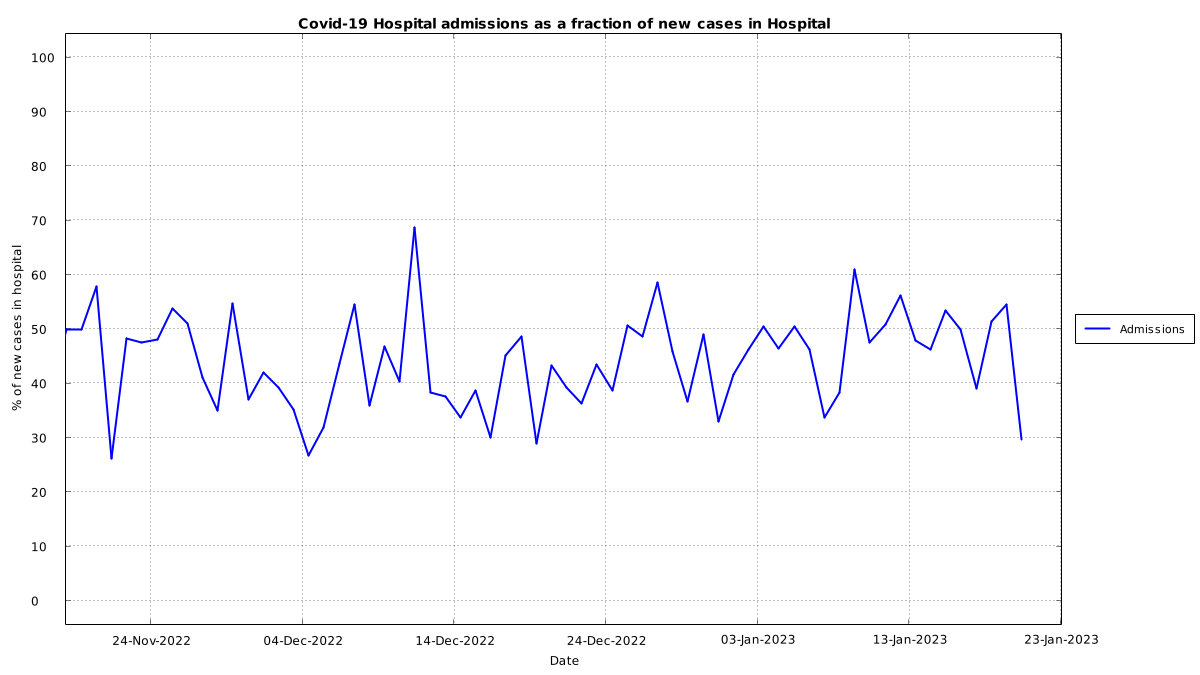 Covid-19 Hospital admissions as a fraction of new cases in Hospital
% of new cases in hospital
100
90
80
70
60
50
40
30
20
10
0
Admissions
24-Nov-2022 04-Dec-2022 14-Dec-2022 24-Dec-2022 03-Jan-2023 13-Jan-2023 23-Jan-2023
Date